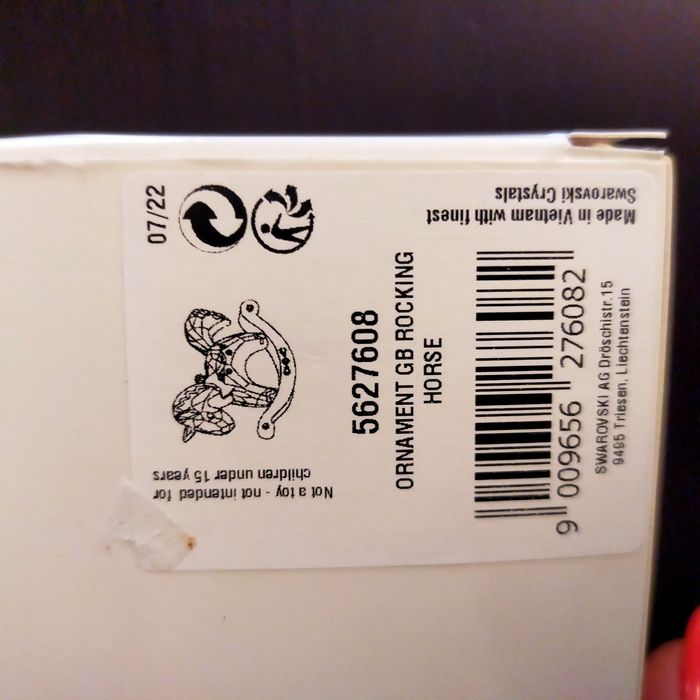 07/22
5627608
ORNAMENT GB ROCKING
HORSE
Not a toy - not intended for
children under 15 years
Made in Vietnam with finest
Swarovski Crystals
9 009656 276082
SWAROVSKI AG Dröschistr.15
9495 Triesen, Liechtenstein